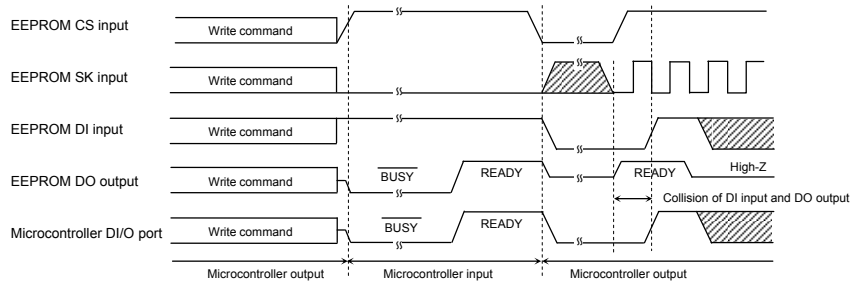 EEPROM CS input
Write command
EEPROM SK input
Write command
EEPROM DI input
Write command
EEPROM DO output
Write command
BUSY
READY
READY
High-Z
Collision of DI input and DO output
Microcontroller DI/O port
Write command
BUSY
READY
Microcontroller output
Microcontroller input
Microcontroller output